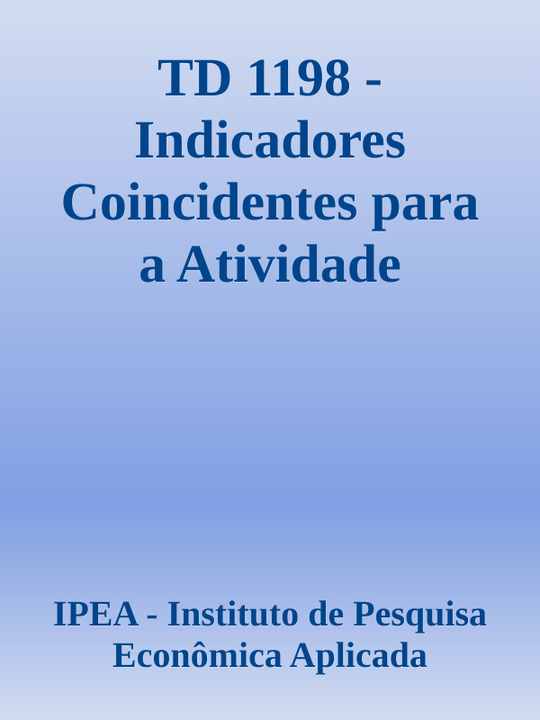 TD 1198 -
Indicadores
Coincidentes para
a Atividade
IPEA - Instituto de Pesquisa
Econômica Aplicada